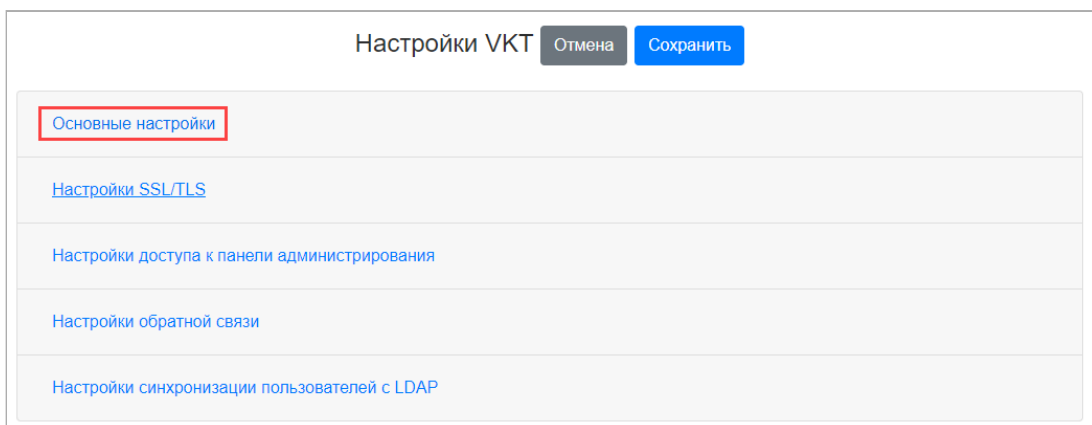 Настройки VKT Отмена Сохранить
Основные настройки
Настройки SSL/TLS
Настройки доступа к панели администрирования
Настройки обратной связи
Настройки синхронизации пользователей с LDAP